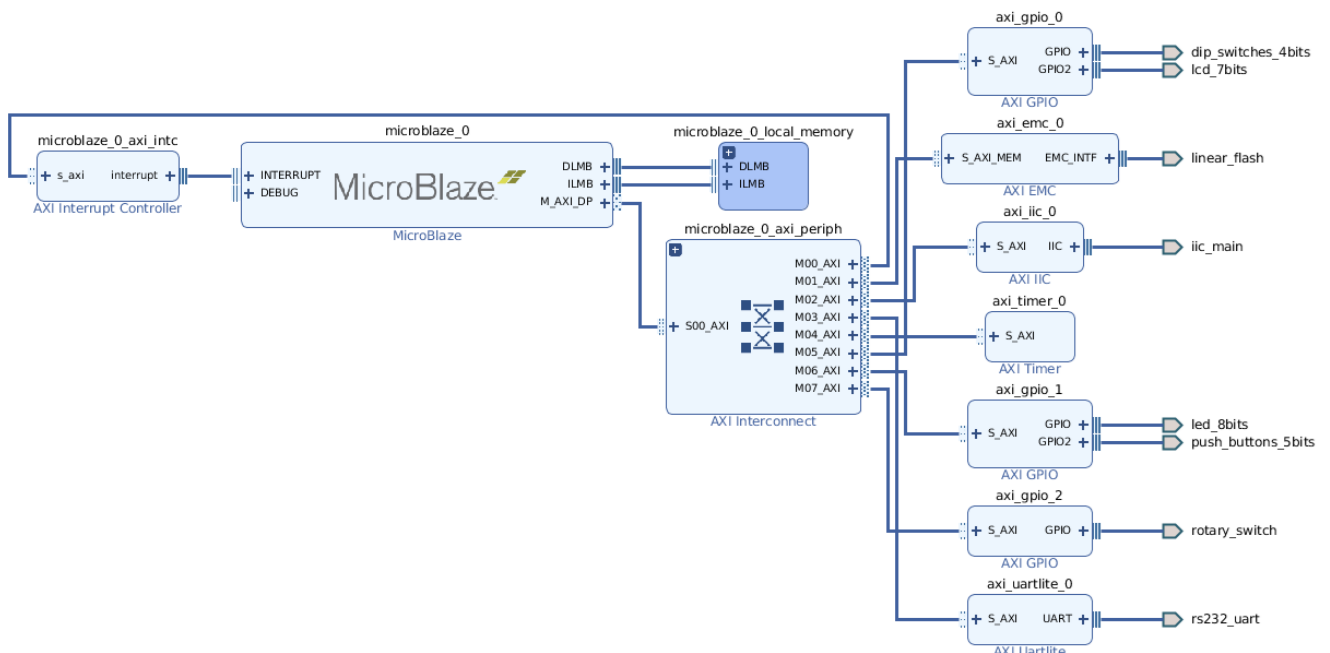 microblaze_0_axi_intc
s_axi interrupt
AXI Interrupt Controller
microblaze_0
INTERRUPT
DEBUG
MicroBlaze
DLMB
ILMB
M_AXI_DP
MicroBlaze
microblaze_0_local_memory
DLMB
ILMB
microblaze_0_axi_periph
S00_AXI
M00_AXI
M01_AXI
M02_AXI
M03_AXI
M04_AXI
M05_AXI
M06_AXI
M07_AXI
AXI Interconnect
axi_gpio_0
S_AXI
GPIO
GPIO2
AXI GPIO
dip_switches_4bits
lcd_7bits
axi_emc_0
S_AXI_MEM EMC_INTF
AXI EMC
linear_flash
axi_iic_0
S_AXI IIC
AXI IIC
iic_main
axi_timer_0
S_AXI
AXI Timer
axi_gpio_1
S_AXI
GPIO
GPIO2
AXI GPIO
led_8bits
push_buttons_5bits
axi_gpio_2
S_AXI GPIO
AXI GPIO
rotary_switch
axi_uartlite_0
S_AXI UART
AXI Uartlite
rs232_uart